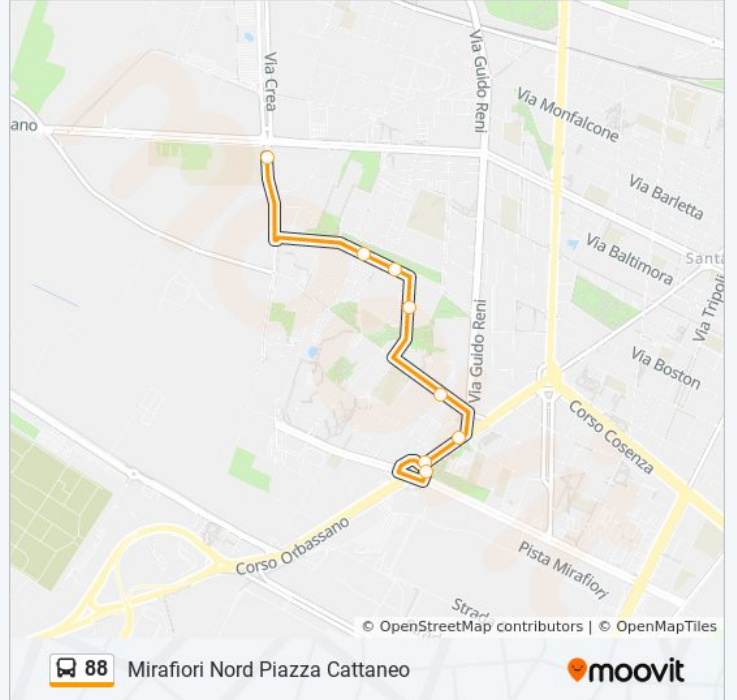 Via Crea
Via Guido Reni
Via Monfalcone
ano
Via Barletta
Via Baltimora
Santa
Via Tripoli
Via Guido Reni
Via Boston
Corso Cosenza
Corso Orbassano
Pista Mirafiori
Strada
© OpenStreetMap contributors | © OpenMapTiles
88 Mirafiori Nord Piazza Cattaneo
moovit